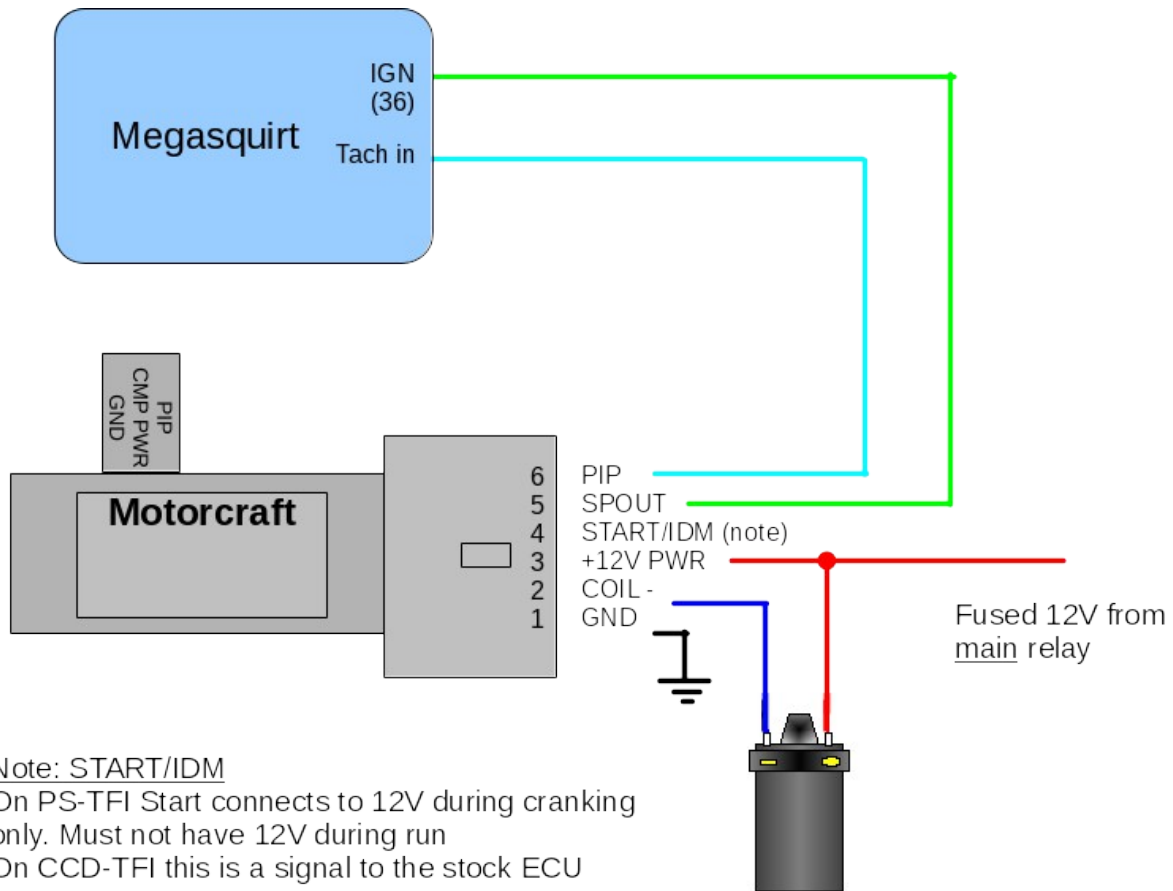 IGN
(36)
Megasquirt
Tach in
PIP
CMP PWR
GND
Motorcraft
6 PIP
5 SPOUT
4 START/IDM (note)
3 +12V PWR
2 COIL -
1 GND
Fused 12V from
main relay
Note: START/IDM
On PS-TFI Start connects to 12V during cranking
only. Must not have 12V during run
On CCD-TFI this is a signal to the stock ECU